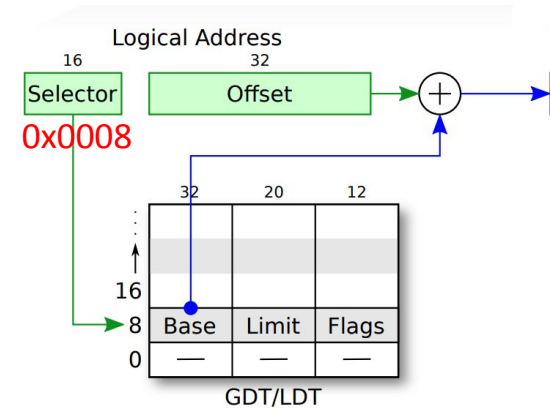 Logical Address
16 32
Selector Offset
0x0008
32 20 12
16
8 Base Limit Flags
0 — — —
GDT/LDT